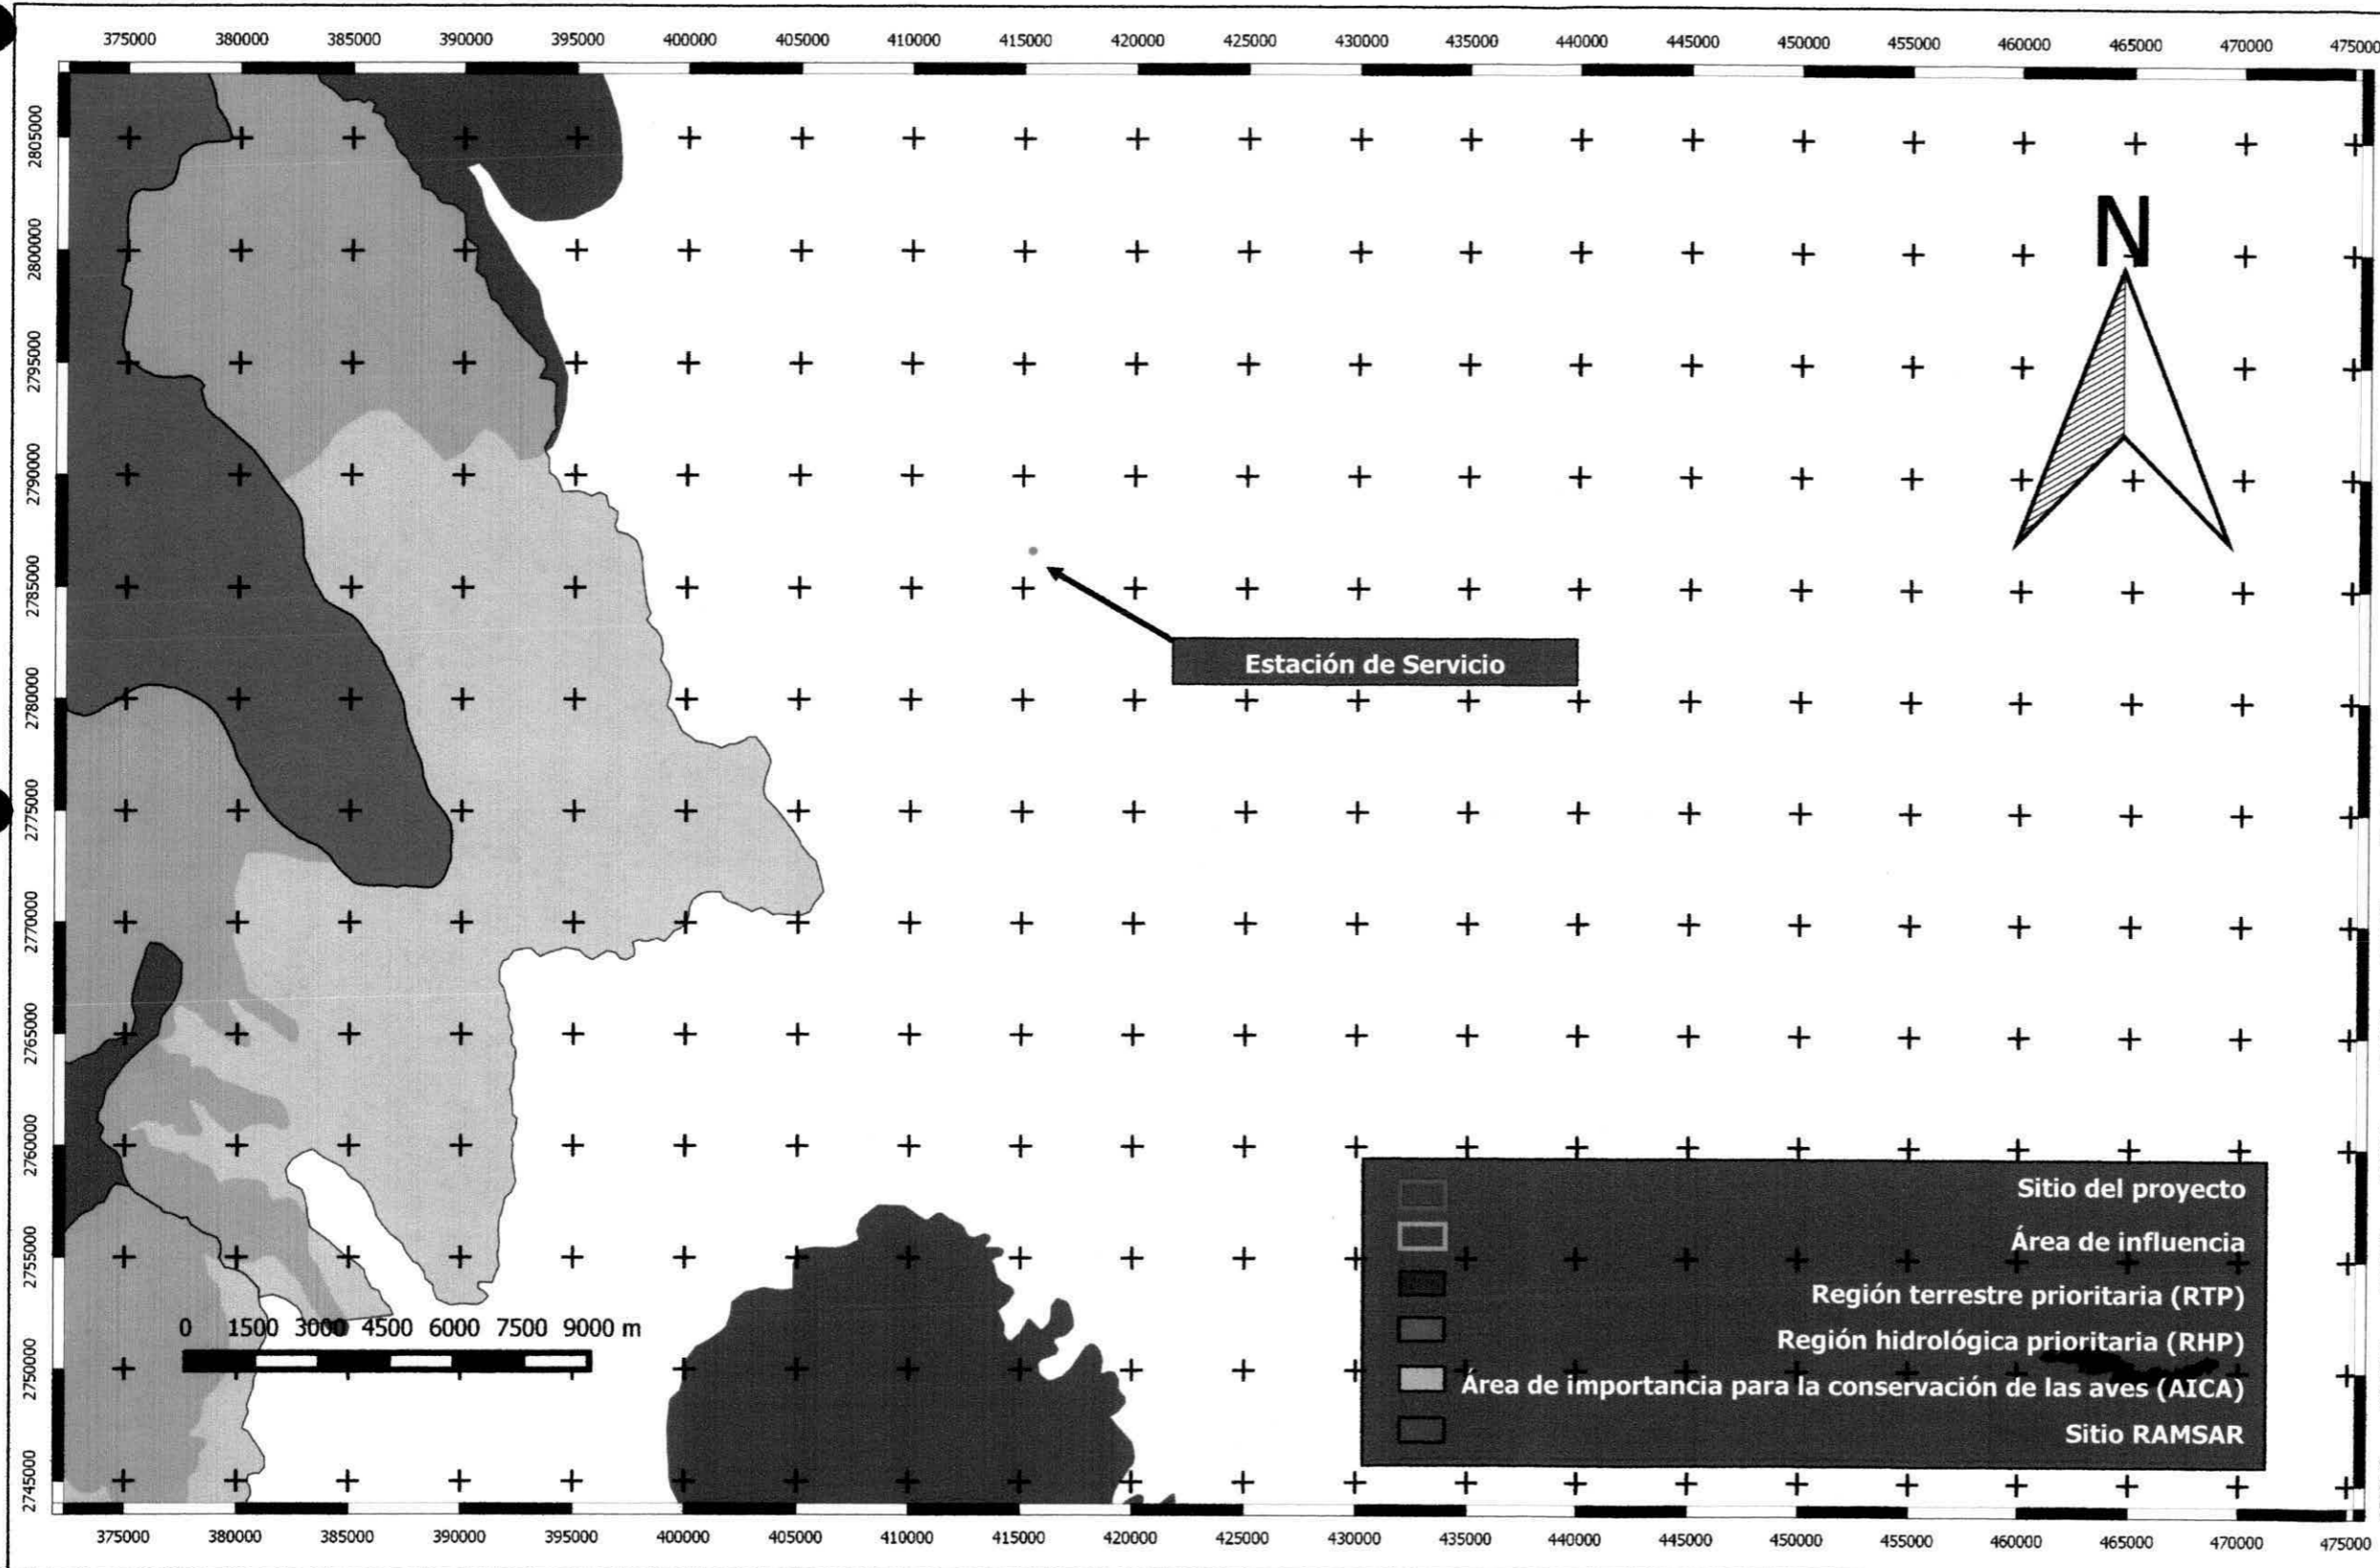 375000 380000 385000 390000 395000 400000 405000 410000 415000 420000 425000 430000 435000 440000 445000 450000 455000 460000 465000 470000 475000
2805000
2800000
2795000
2790000
2785000
2780000
2775000
2770000
2765000
2760000
2755000
2750000
2745000
N
Estación de Servicio
Sitio del proyecto
Área de influencia
Región terrestre prioritaria (RTP)
Región hidrológica prioritaria (RHP)
Área de importancia para la conservación de las aves (AICA)
Sitio RAMSAR
0 1500 3000 4500 6000 7500 9000 m
375000 380000 385000 390000 395000 400000 405000 410000 415000 420000 425000 430000 435000 440000 445000 450000 455000 460000 465000 470000 475000